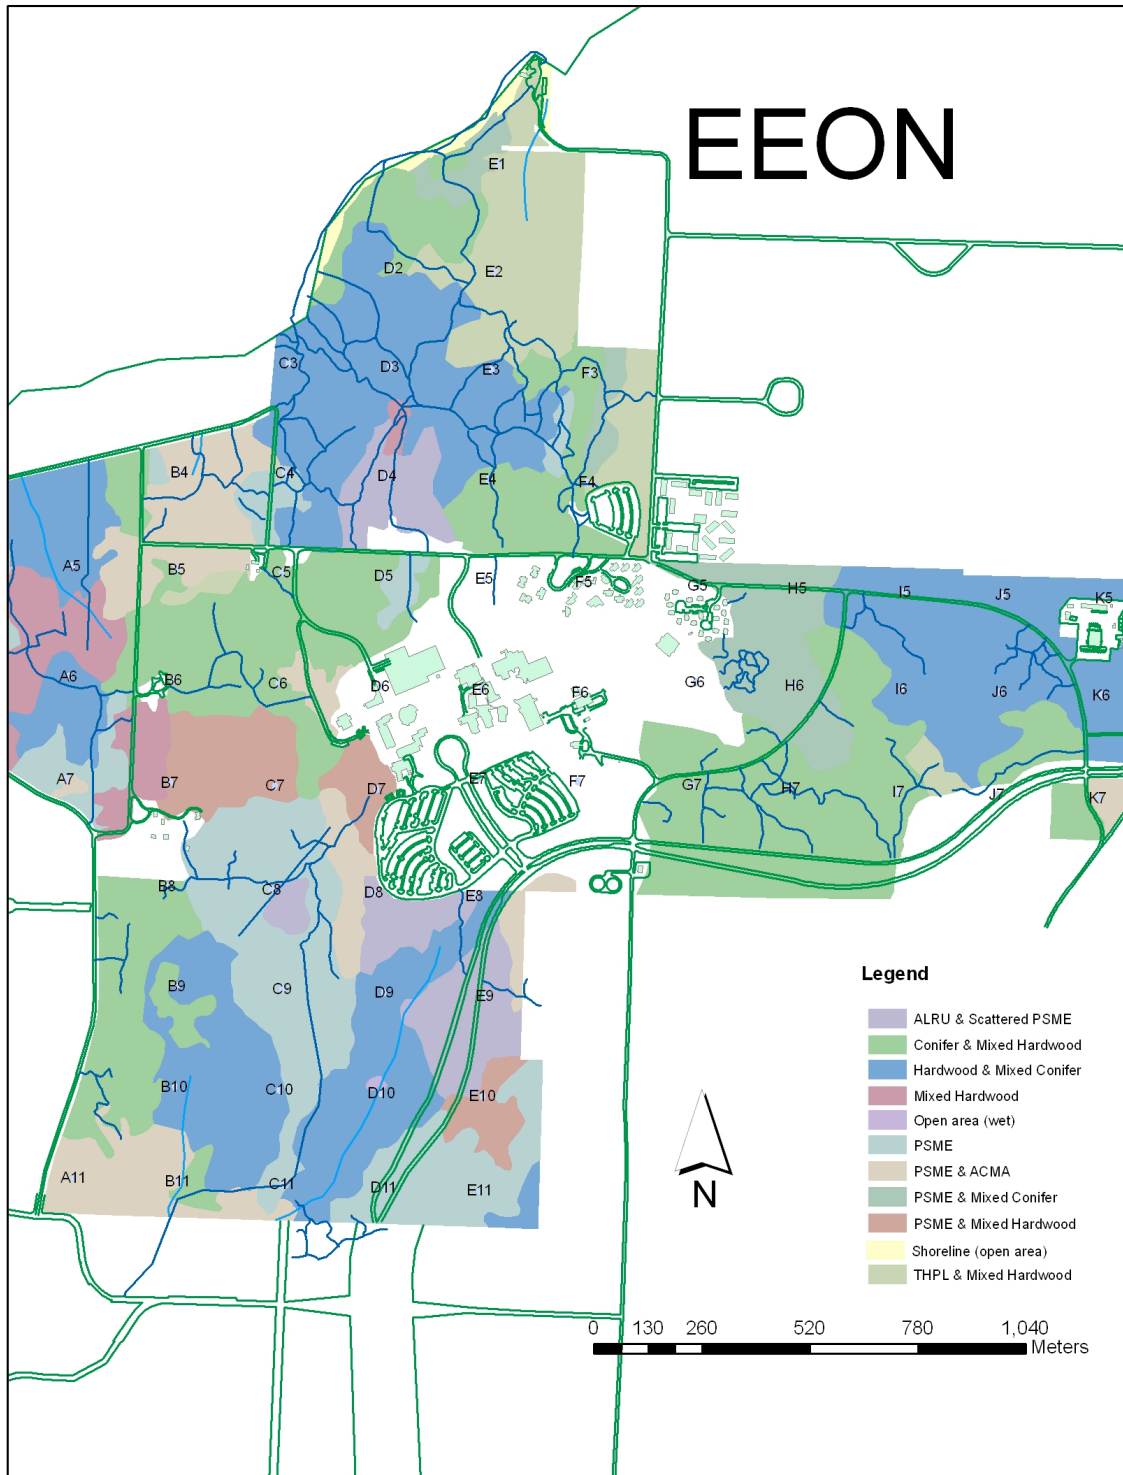 EEON
E1
D2 E2
C3 D3 E3 F3
B4 C4 D4 E4 F4
A5 B5 C5 D5 E5 F5 G5 H5 I5 J5 K5
A6 B6 C6 D6 E6 F6 G6 H6 I6 J6 K6
A7 B7 C7 D7 E7 F7 G7 H7 I7 J7 K7
B8 C8 D8 E8
B9 C9 D9 E9
B10 C10 D10 E10
A11 B11 C11 D11 E11
Legend
ALRU & Scattered PSME
Conifer & Mixed Hardwood
Hardwood & Mixed Conifer
Mixed Hardwood
Open area (wet)
PSME
PSME & ACMA
PSME & Mixed Conifer
PSME & Mixed Hardwood
Shoreline (open area)
THPL & Mixed Hardwood
N
0 130 260 520 780 1,040
Meters